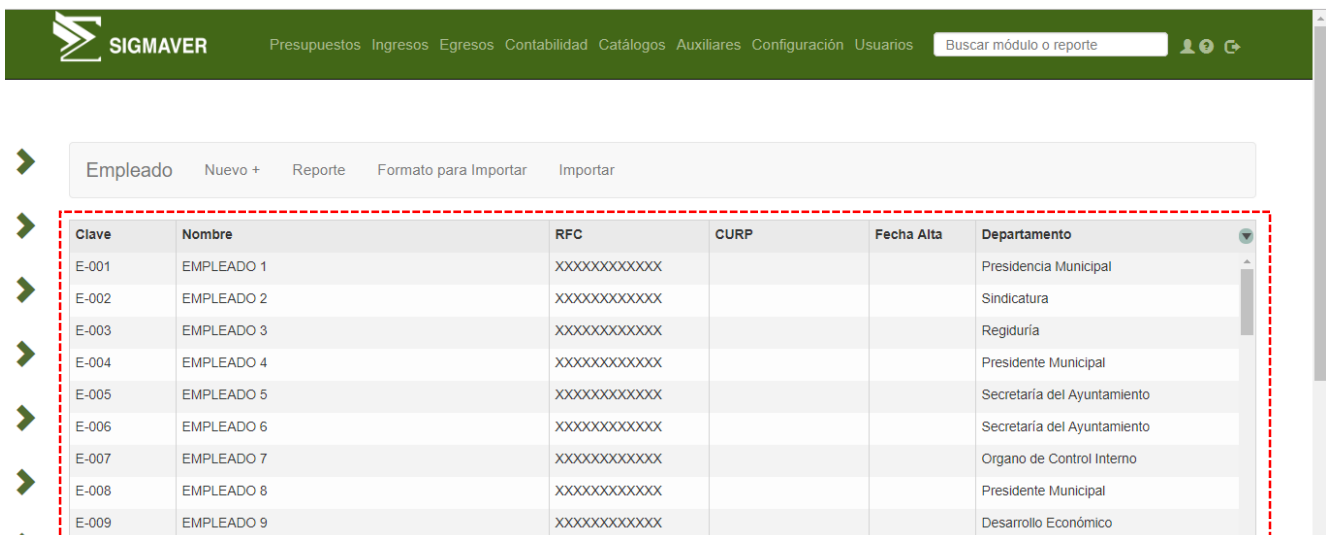 SIGMAVER Presupuestos Ingresos Egresos Contabilidad Catálogos Auxiliares Configuración Usuarios Buscar módulo o reporte
Empleado Nuevo + Reporte Formato para Importar Importar
Clave Nombre RFC CURP Fecha Alta Departamento
E-001 EMPLEADO 1 XXXXXXXXXXXX Presidencia Municipal
E-002 EMPLEADO 2 XXXXXXXXXXXX Sindicatura
E-003 EMPLEADO 3 XXXXXXXXXXXX Regiduría
E-004 EMPLEADO 4 XXXXXXXXXXXX Presidente Municipal
E-005 EMPLEADO 5 XXXXXXXXXXXX Secretaría del Ayuntamiento
E-006 EMPLEADO 6 XXXXXXXXXXXX Secretaría del Ayuntamiento
E-007 EMPLEADO 7 XXXXXXXXXXXX Organo de Control Interno
E-008 EMPLEADO 8 XXXXXXXXXXXX Presidente Municipal
E-009 EMPLEADO 9 XXXXXXXXXXXX Desarrollo Económico